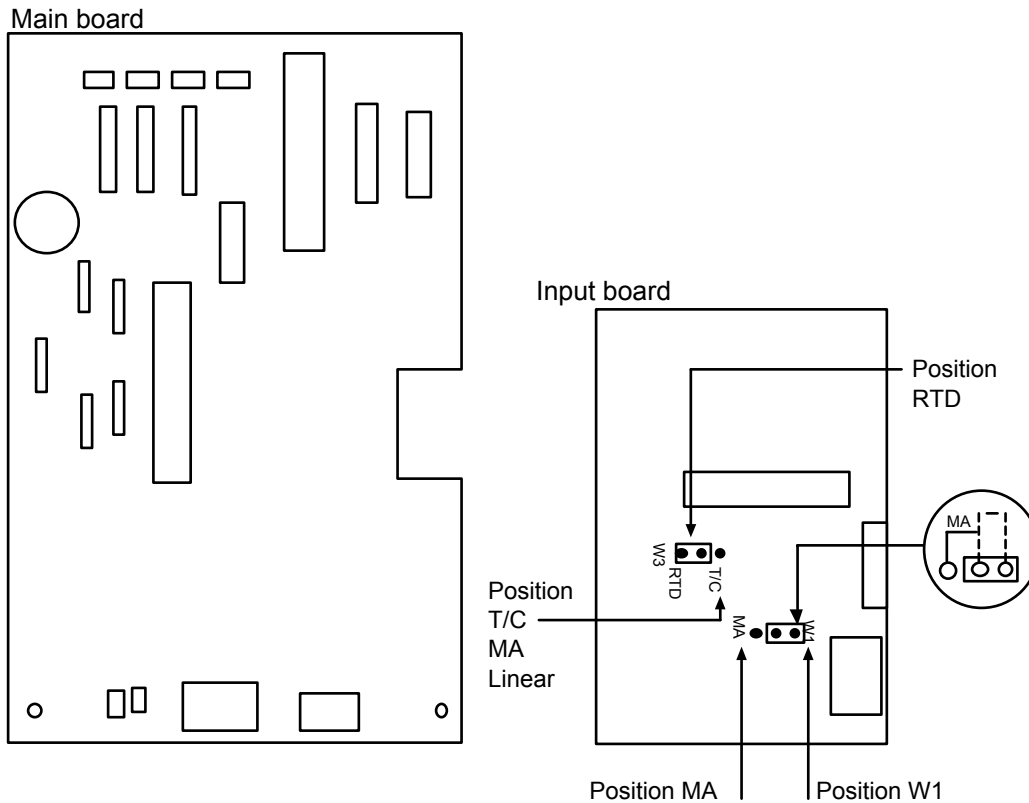 Main board
Input board
Position
RTD
MA
W3
RTD
T/C
Position
T/C
MA
Linear
MA
W1
Position MA
Position W1